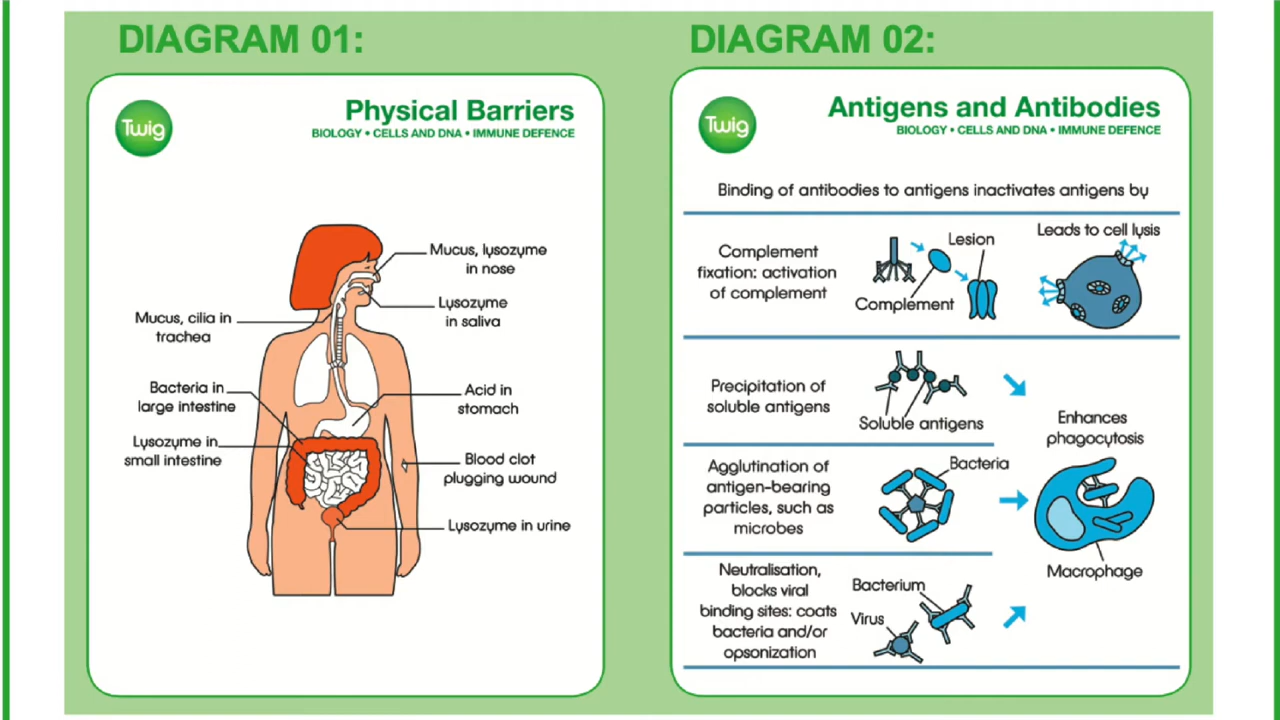 DIAGRAM 01:
Twig
Physical Barriers
BIOLOGY • CELLS AND DNA • IMMUNE DEFENCE
Mucus, lysozyme
in nose
Lysozyme
in saliva
Mucus, cilia in
trachea
Bacteria in
large intestine
Acid in
stomach
Lysozyme in
small intestine
Blood clot
plugging wound
Lysozyme in urine
DIAGRAM 02:
Twig
Antigens and Antibodies
BIOLOGY • CELLS AND DNA • IMMUNE DEFENCE
Binding of antibodies to antigens inactivates antigens by
Complement
fixation: activation
of complement
Lesion
Complement
Leads to cell lysis
Precipitation of
soluble antigens
Soluble antigens
Enhances
phagocytosis
Agglutination of
antigen-bearing
particles, such as
microbes
Bacteria
Macrophage
Neutralisation,
blocks viral
binding sites: coats
bacteria and/or
opsonization
Bacterium
Virus